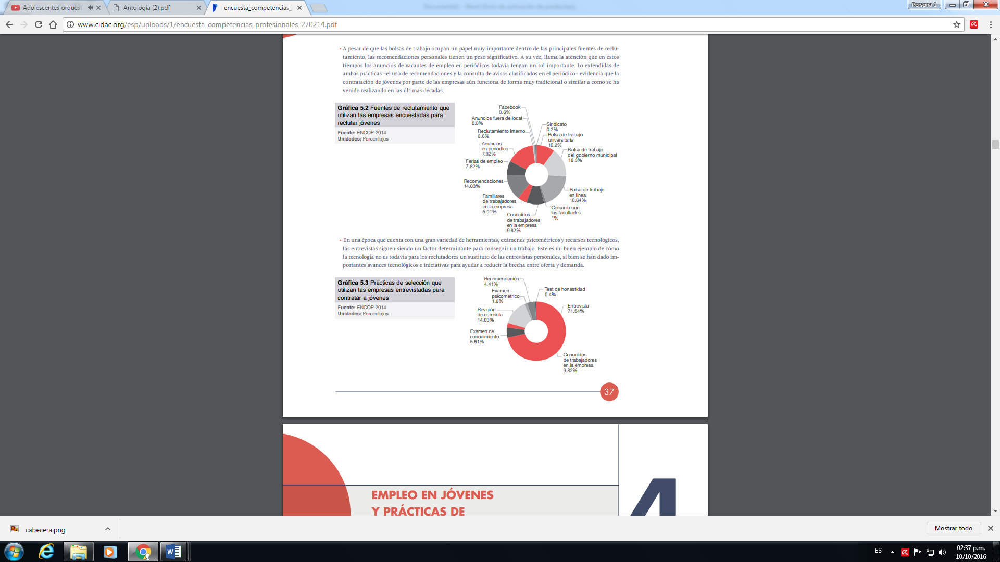 Adolescentes orquest
Antología (2).pdf
encuesta_competencias_
Persona 1
www.cidac.org/esp/uploads/1/encuesta_competencias_profesionales_270214.pdf
• A pesar de que las bolsas de trabajo ocupan un papel muy importante dentro de las principales fuentes de reclu-
tamiento, las recomendaciones personales tienen un peso significativo. A su vez, llama la atención que en estos
tiempos los anuncios de vacantes de empleo en periódicos todavía tengan un rol importante. Lo extendidas de
ambas prácticas –el uso de recomendaciones y la consulta de avisos clasificados en el periódico– evidencia que la
contratación de jóvenes por parte de las empresas aún funciona de forma muy tradicional o similar a como se ha
venido realizando en las últimas décadas.
Gráfica 5.2 Fuentes de reclutamiento que
utilizan las empresas encuestadas para
reclutar jóvenes
Fuente: ENCOP 2014
Unidades: Porcentajes
Facebook
0.6%
Anuncios fuera de local
0.8%
Reclutamiento Interno
0.6%
Anuncios
en periódico
7.82%
Ferias de empleo
7.82%
Recomendaciones
14.03%
Familiares
de trabajadores
en la empresa
5.01%
Conocidos
de trabajadores
en la empresa
9.82%
Sindicato
0.2%
Bolsa de trabajo
universitaria
10.2%
Bolsa de trabajo
del gobierno municipal
16.3%
Bolsa de trabajo
en línea
18.84%
Cercanía con
las facultades
1%
• En una época que cuenta con una gran variedad de herramientas, exámenes psicométricos y recursos tecnológicos,
las entrevistas siguen siendo un factor determinante para conseguir un trabajo. Este es un buen ejemplo de cómo
la tecnología no es todavía para los reclutadores un sustituto de las entrevistas personales, si bien se han dado im-
portantes avances tecnológicos e iniciativas para ayudar a reducir la brecha entre oferta y demanda.
Gráfica 5.3 Prácticas de selección que
utilizan las empresas entrevistadas para
contratar a jóvenes
Fuente: ENCOP 2014
Unidades: Porcentajes
Recomendación
4.41%
Examen
psicométrico
1.6%
Revisión
de curricula
14.03%
Examen de
conocimiento
5.61%
Test de honestidad
0.4%
Entrevista
71.54%
Conocidos
de trabajadores
en la empresa
9.82%
37
EMPLEO EN JÓVENES
Y PRÁCTICAS DE
4
cabecera.png
Mostrar todo
ES
02:37 p.m.
10/10/2016